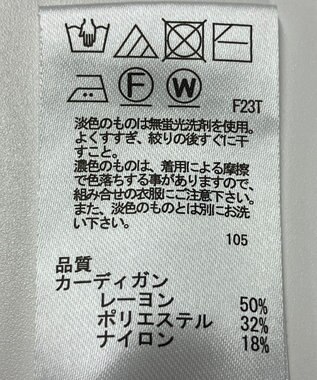 F W
F23T
淡色のものは無蛍光洗剤を使用。
よくすすぎ、絞りの後すぐに干
すこと。
濃色のものは、着用による摩擦
で色落ちする事がありますので、
組み合せの衣服にご注意下さい。
また、淡色のものとは別にお洗
い下さい。
105
品質
カーディガン
レーヨン 50%
ポリエステル 32%
ナイロン 18%